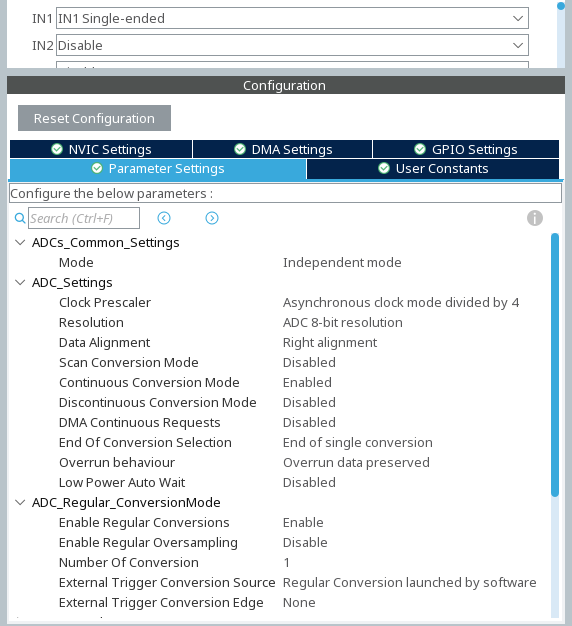 IN1 IN1 Single-ended
IN2 Disable
Configuration
Reset Configuration
NVIC Settings DMA Settings GPIO Settings
Parameter Settings User Constants
Configure the below parameters :
Search (Ctrl+F)
ADCs_Common_Settings
Mode Independent mode
ADC_Settings
Clock Prescaler Asynchronous clock mode divided by 4
Resolution ADC 8-bit resolution
Data Alignment Right alignment
Scan Conversion Mode Disabled
Continuous Conversion Mode Enabled
Discontinuous Conversion Mode Disabled
DMA Continuous Requests Disabled
End Of Conversion Selection End of single conversion
Overrun behaviour Overrun data preserved
Low Power Auto Wait Disabled
ADC_Regular_ConversionMode
Enable Regular Conversions Enable
Enable Regular Oversampling Disable
Number Of Conversion 1
External Trigger Conversion Source Regular Conversion launched by software
External Trigger Conversion Edge None